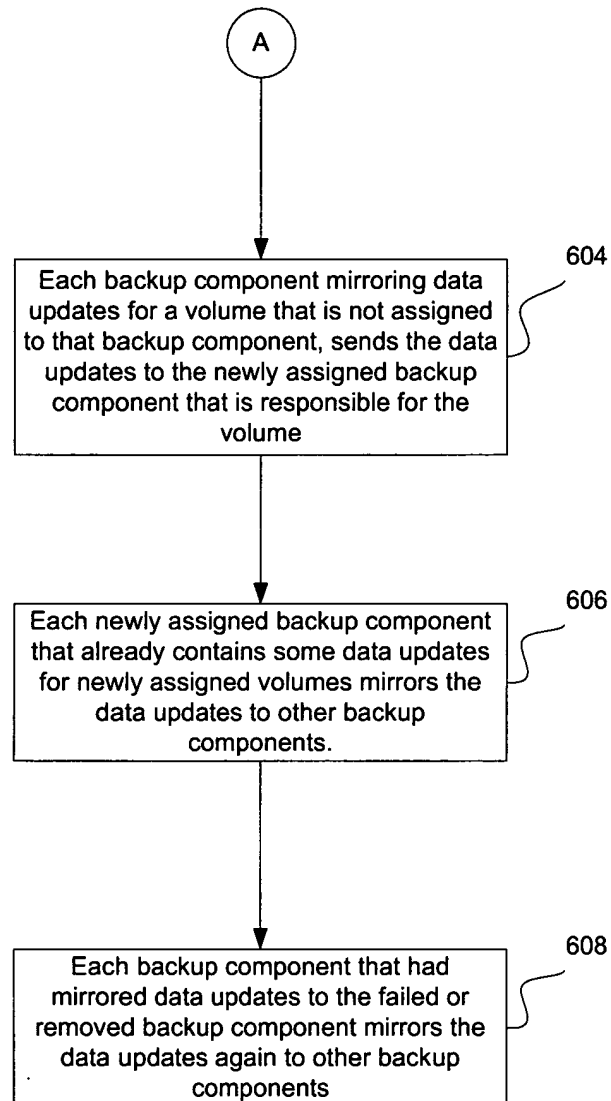 A
604
Each backup component mirroring data
updates for a volume that is not assigned
to that backup component, sends the data
updates to the newly assigned backup
component that is responsible for the
volume
606
Each newly assigned backup component
that already contains some data updates
for newly assigned volumes mirrors the
data updates to other backup
components.
608
Each backup component that had
mirrored data updates to the failed or
removed backup component mirrors the
data updates again to other backup
components